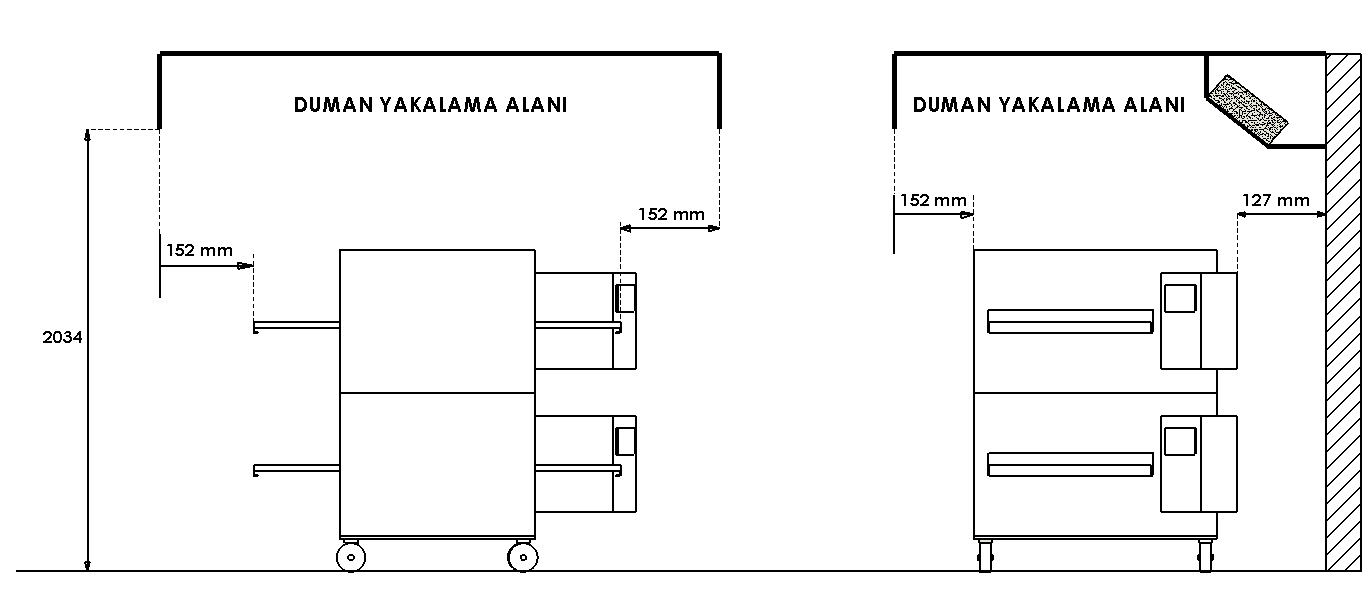 DUMAN YAKALAMA ALANI
152 mm
152 mm
2034
DUMAN YAKALAMA ALANI
152 mm
127 mm